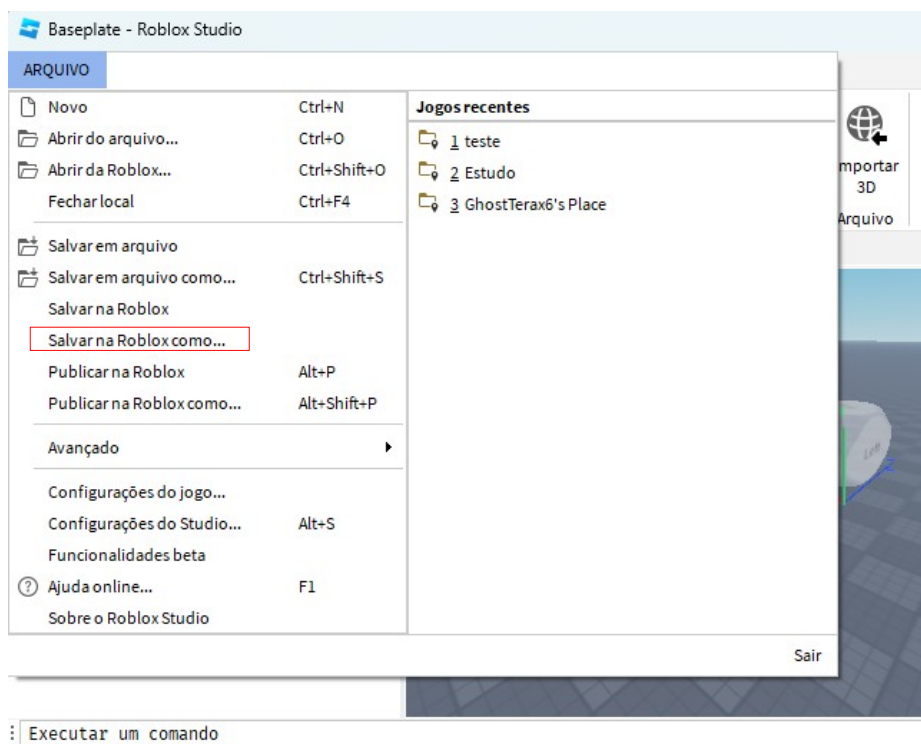 Baseplate - Roblox Studio
ARQUIVO
Novo Ctrl+N
Abrir do arquivo... Ctrl+O
Abrir da Roblox... Ctrl+Shift+O
Fechar local Ctrl+F4
Salvar em arquivo
Salvar em arquivo como... Ctrl+Shift+S
Salvar na Roblox
Salvar na Roblox como...
Publicar na Roblox Alt+P
Publicar na Roblox como... Alt+Shift+P
Avançado
Configurações do jogo...
Configurações do Studio... Alt+S
Funcionalidades beta
Ajuda online... F1
Sobre o Roblox Studio
Jogos recentes
1 teste
2 Estudo
3 GhostTerax6's Place
Sair
mportar
3D
Arquivo
Left
Z
Executar um comando